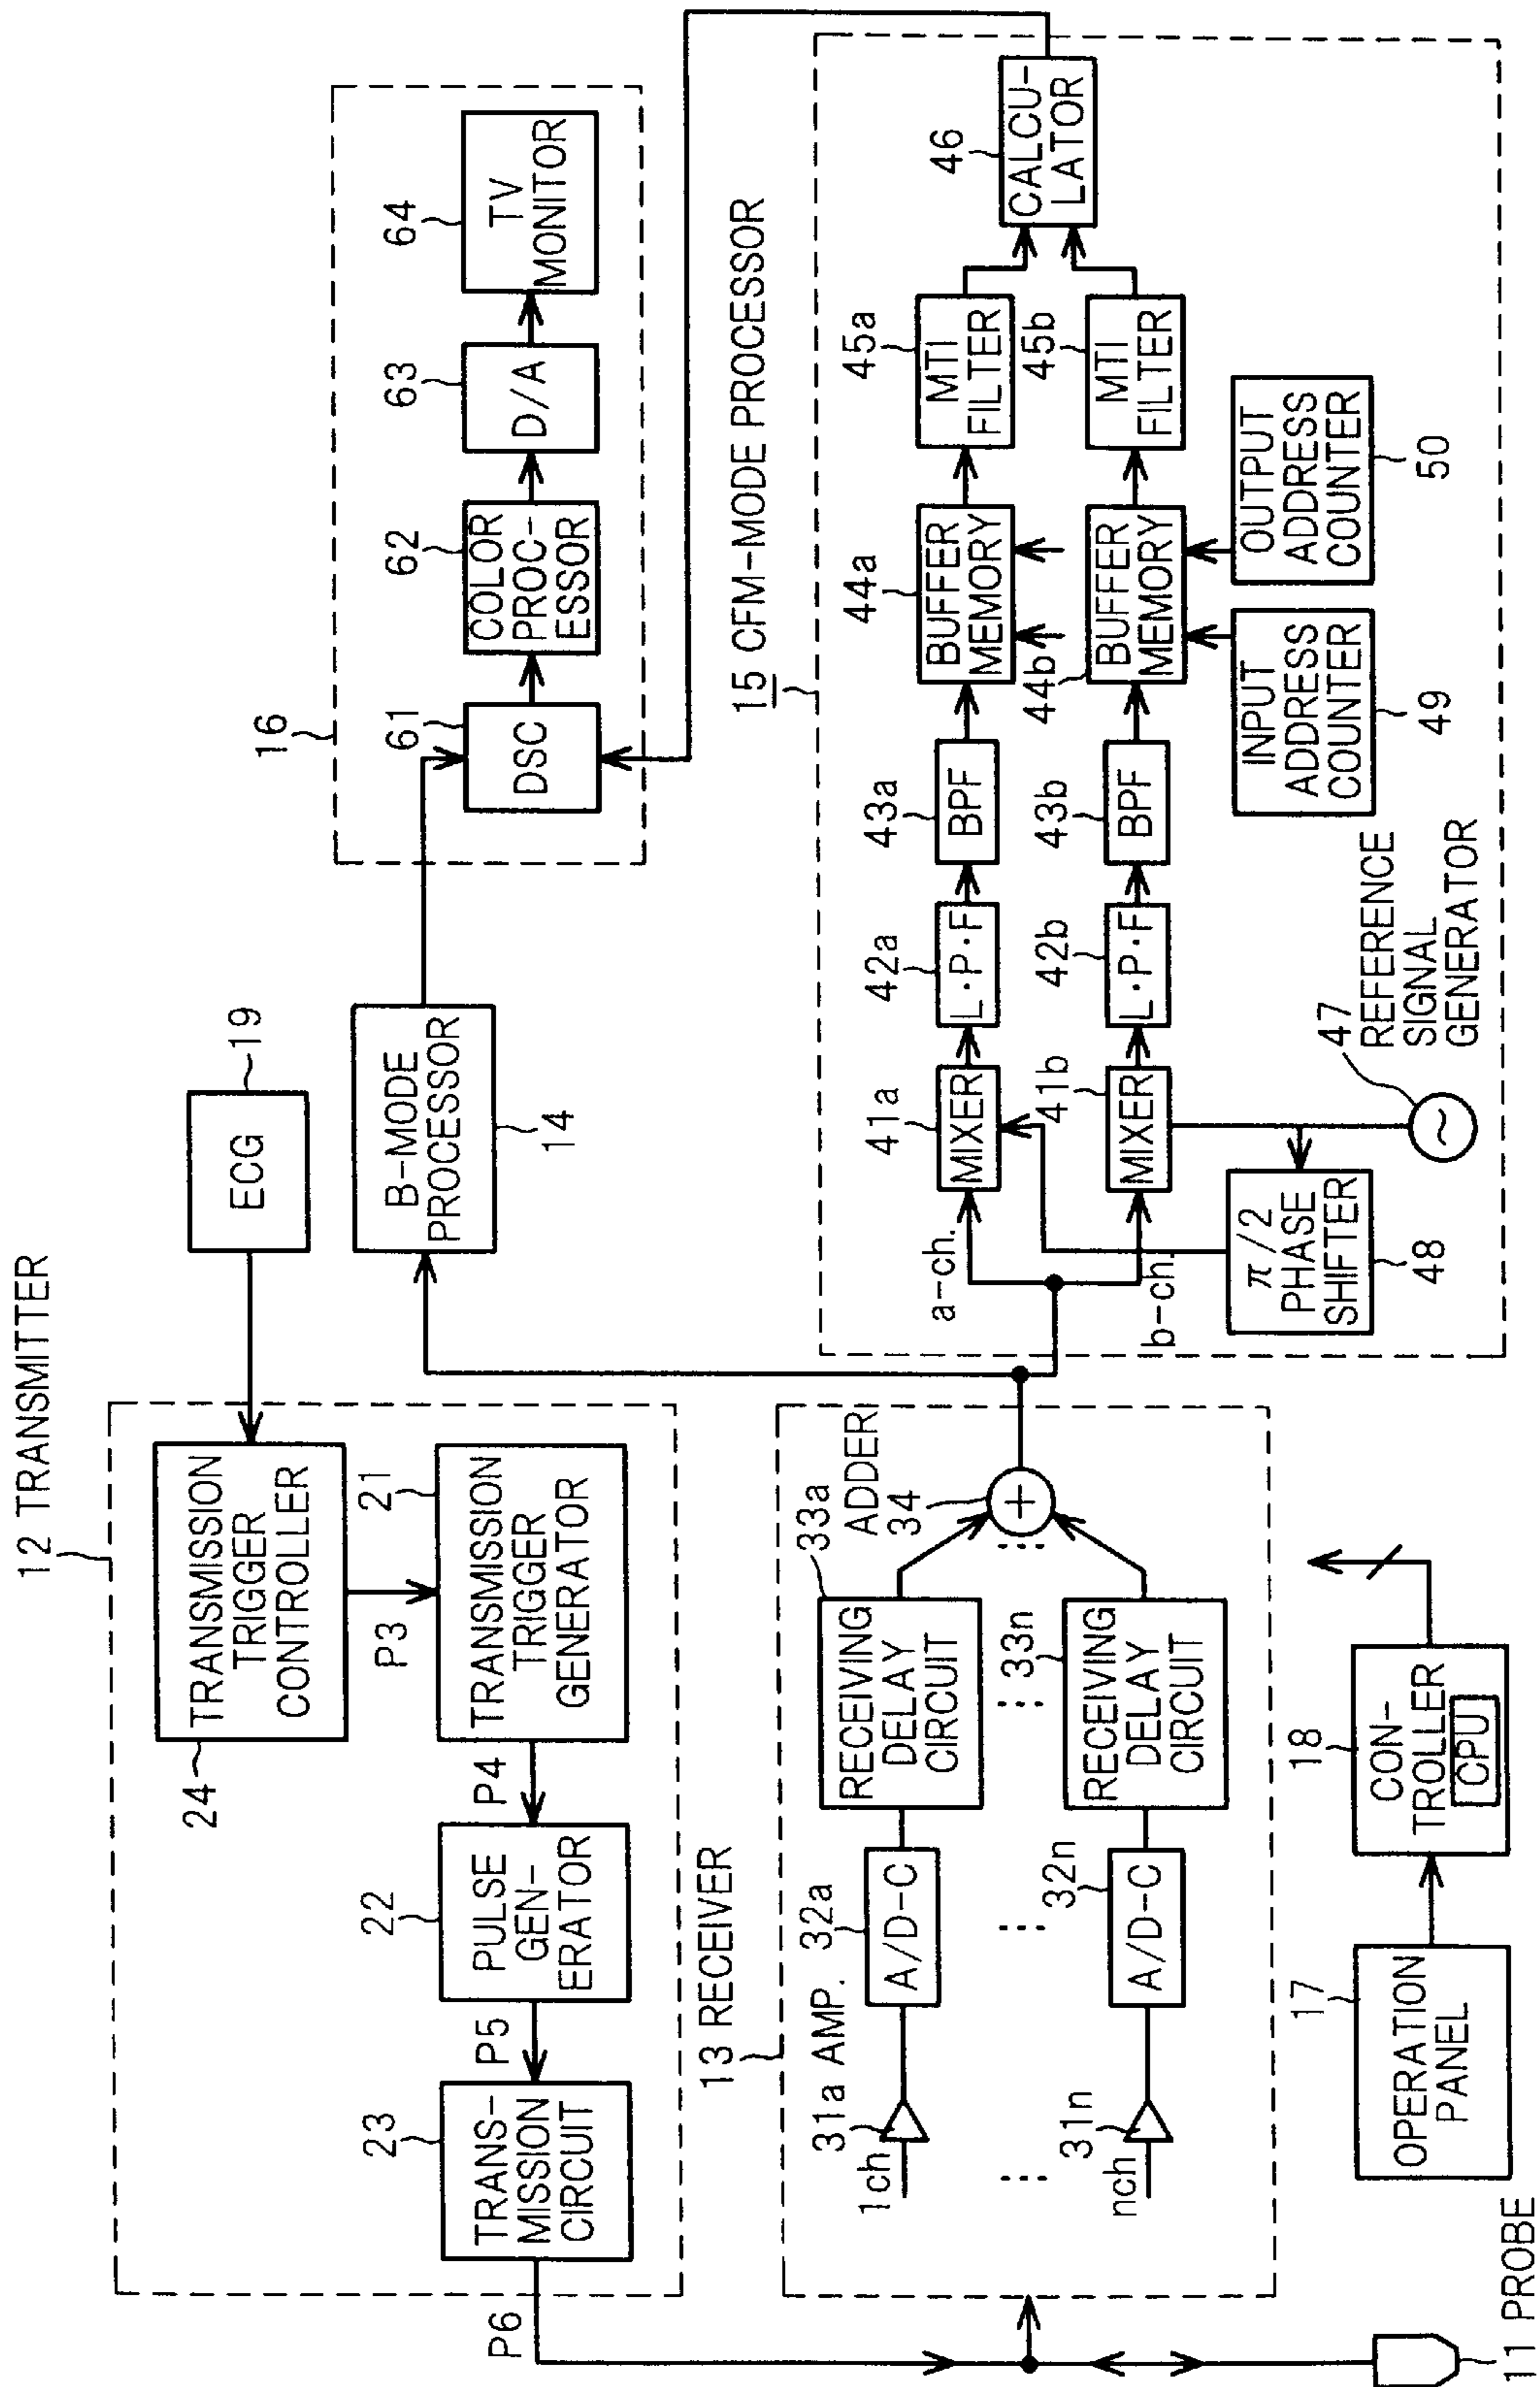 12 TRANSMITTER
TRANSMISSION
TRIGGER
CONTROLLER
24
P3
21
TRANSMISSION
TRIGGER
GENERATOR
P4
22
PULSE
GEN-
ERATOR
P5
23
TRANS-
MISSION
CIRCUIT
P6
ECG
19
B-MODE
PROCESSOR
14
16
61
DSC
62
COLOR
PROC-
ESSOR
63
D/A
64
TV
MONITOR
13 RECEIVER
1ch
31a AMP.
32a
A/D-C
33a
RECEIVING
DELAY
CIRCUIT
ADDER
34
+
nch
31n
32n
A/D-C
33n
RECEIVING
DELAY
CIRCUIT
15 CFM-MODE PROCESSOR
a-ch.
41a
MIXER
42a
L·P·F
43a
BPF
44a
BUFFER
MEMORY
45a
MTI
FILTER
46
CALCU-
LATOR
b-ch.
41b
MIXER
42b
L·P·F
43b
BPF
44b
BUFFER
MEMORY
45b
MTI
FILTER
π/2
PHASE
SHIFTER
48
~
47
REFERENCE
SIGNAL
GENERATOR
INPUT
ADDRESS
COUNTER
49
OUTPUT
ADDRESS
COUNTER
50
11 PROBE
17
OPERATION
PANEL
18
CON-
TROLLER
CPU